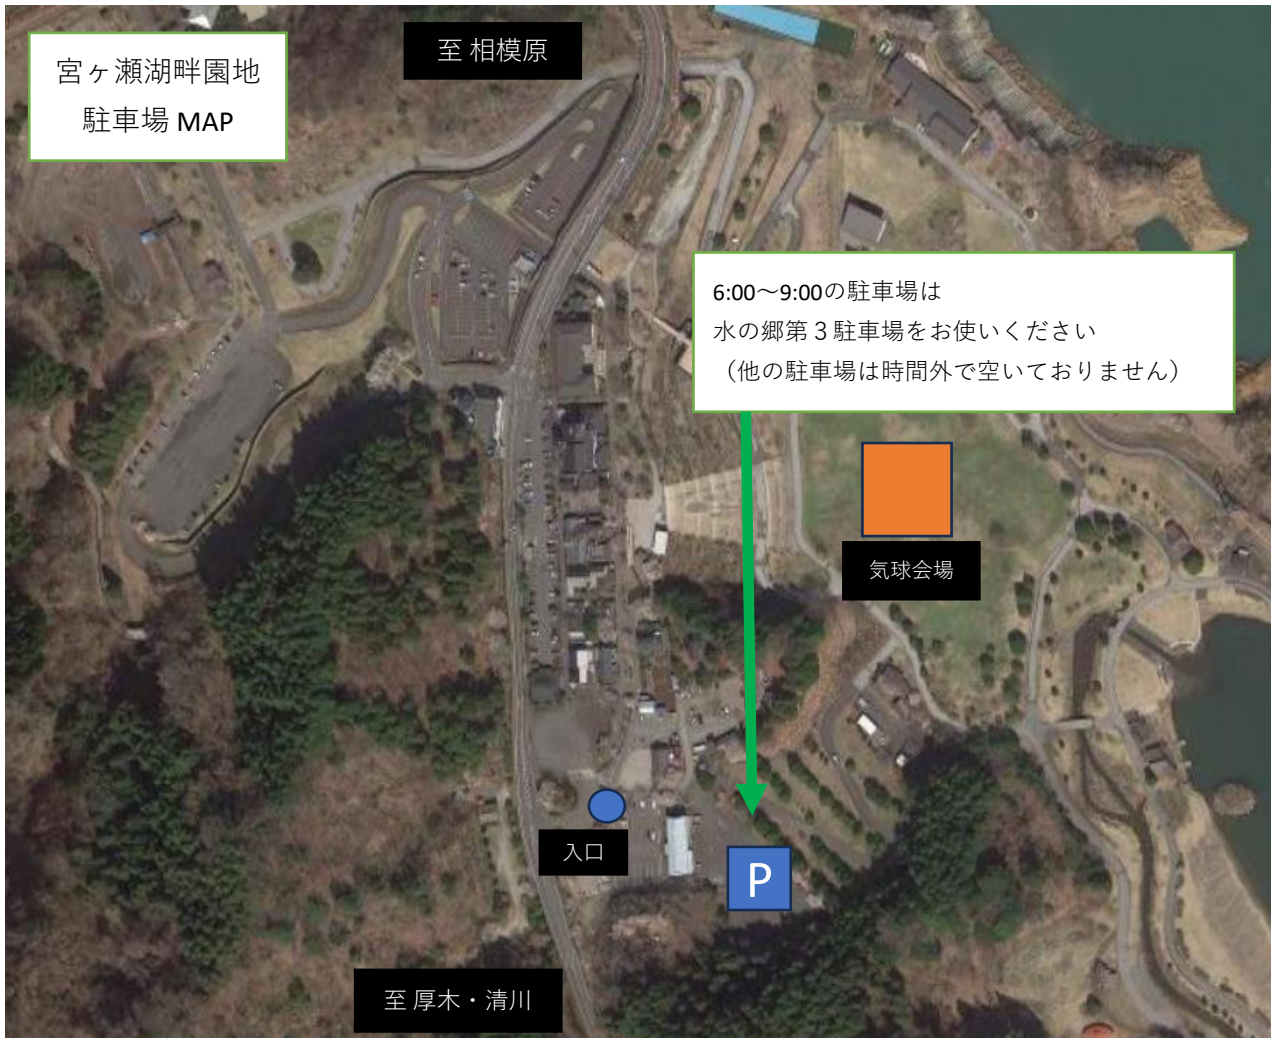 宮ヶ瀬湖畔園地
駐車場 MAP
至 相模原
6:00～9:00の駐車場は
水の郷第３駐車場をお使いください
（他の駐車場は時間外で空いておりません）
気球会場
入口
P
至 厚木・清川